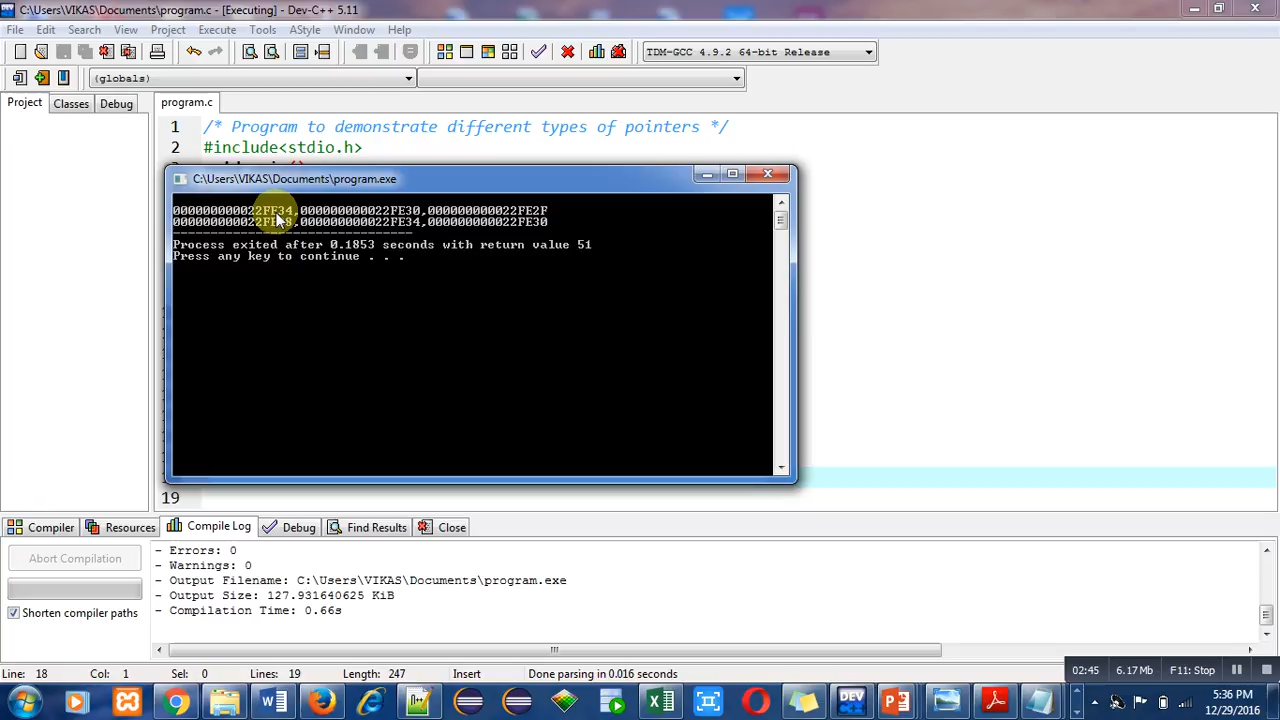 C:\Users\VIKAS\Documents\program.c - [Executing] - Dev-C++ 5.11
File Edit Search View Project Execute Tools AStyle Window Help
TDM-GCC 4.9.2 64-bit Release
(globals)
Project Classes Debug program.c
1 /* Program to demonstrate different types of pointers */
2 #include<stdio.h>
C:\Users\VIKAS\Documents\program.exe
000000000022FE34,000000000022FE30,000000000022FE2F
,000000000022FE34,000000000022FE30
--------------------------------
Process exited after 0.1853 seconds with return value 51
Press any key to continue . . .
19
Compiler Resources Compile Log Debug Find Results Close
Abort Compilation
Shorten compiler paths
- Errors: 0
- Warnings: 0
- Output Filename: C:\Users\VIKAS\Documents\program.exe
- Output Size: 127.931640625 KiB
- Compilation Time: 0.66s
Line: 18 Col: 1 Sel: 0 Lines: 19 Length: 247 Insert Done parsing in 0.016 seconds
02:45 6.17 Mb F11: Stop
DEV
5:36 PM
12/29/2016